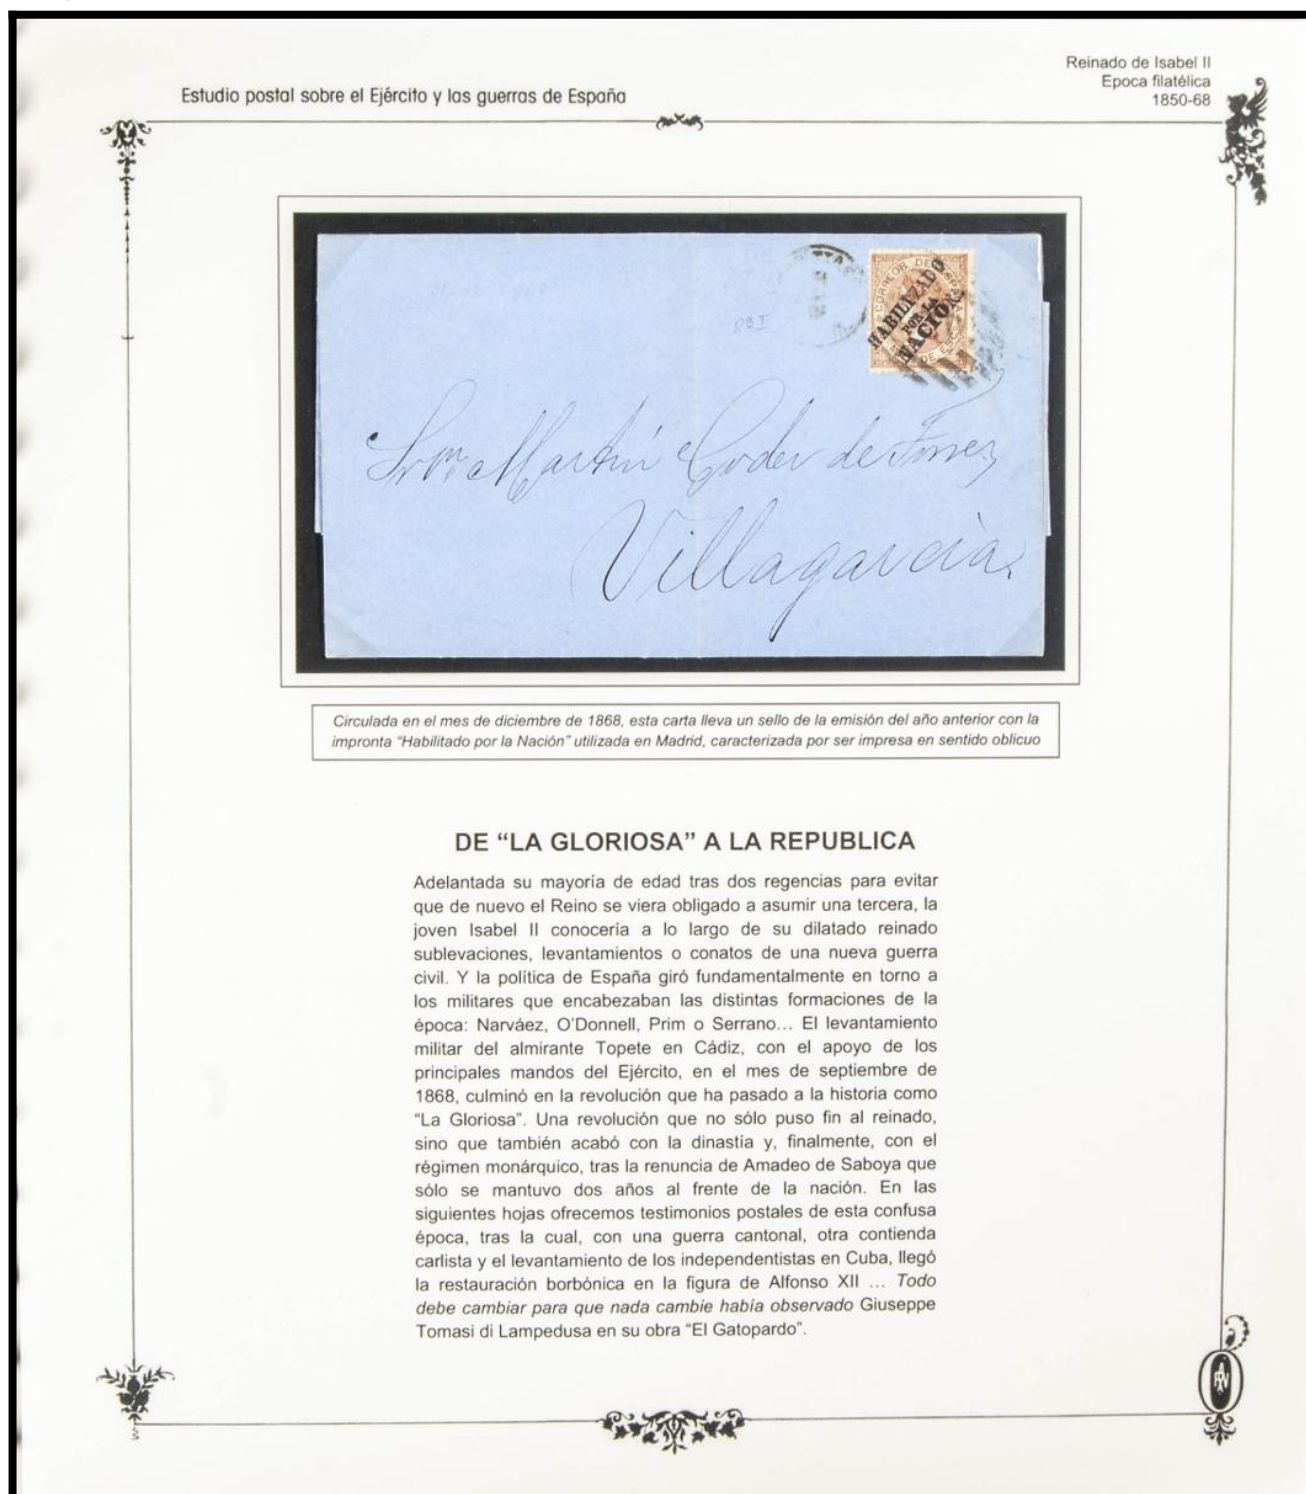 Estudio postal sobre el Ejército y las guerras de España
Reinado de Isabel II
Epoca filatélica
1850-68
CORREOS DE
HABILIZADO
POR LA
NACION
DE
89I
Martín Coder de
Villagarcía.
Circulada en el mes de diciembre de 1868, esta carta lleva un sello de la emisión del año anterior con la
impronta “Habilitado por la Nación” utilizada en Madrid, caracterizada por ser impresa en sentido oblicuo
DE “LA GLORIOSA” A LA REPUBLICA
Adelantada su mayoría de edad tras dos regencias para evitar
que de nuevo el Reino se viera obligado a asumir una tercera, la
joven Isabel II conocería a lo largo de su dilatado reinado
sublevaciones, levantamientos o conatos de una nueva guerra
civil. Y la política de España giró fundamentalmente en torno a
los militares que encabezaban las distintas formaciones de la
época: Narváez, O’Donnell, Prim o Serrano... El levantamiento
militar del almirante Topete en Cádiz, con el apoyo de los
principales mandos del Ejército, en el mes de septiembre de
1868, culminó en la revolución que ha pasado a la historia como
“La Gloriosa”. Una revolución que no sólo puso fin al reinado,
sino que también acabó con la dinastía y, finalmente, con el
régimen monárquico, tras la renuncia de Amadeo de Saboya que
sólo se mantuvo dos años al frente de la nación. En las
siguientes hojas ofrecemos testimonios postales de esta confusa
época, tras la cual, con una guerra cantonal, otra contienda
carlista y el levantamiento de los independentistas en Cuba, llegó
la restauración borbónica en la figura de Alfonso XII ... Todo
debe cambiar para que nada cambie había observado Giuseppe
Tomasi di Lampedusa en su obra “El Gatopardo”.